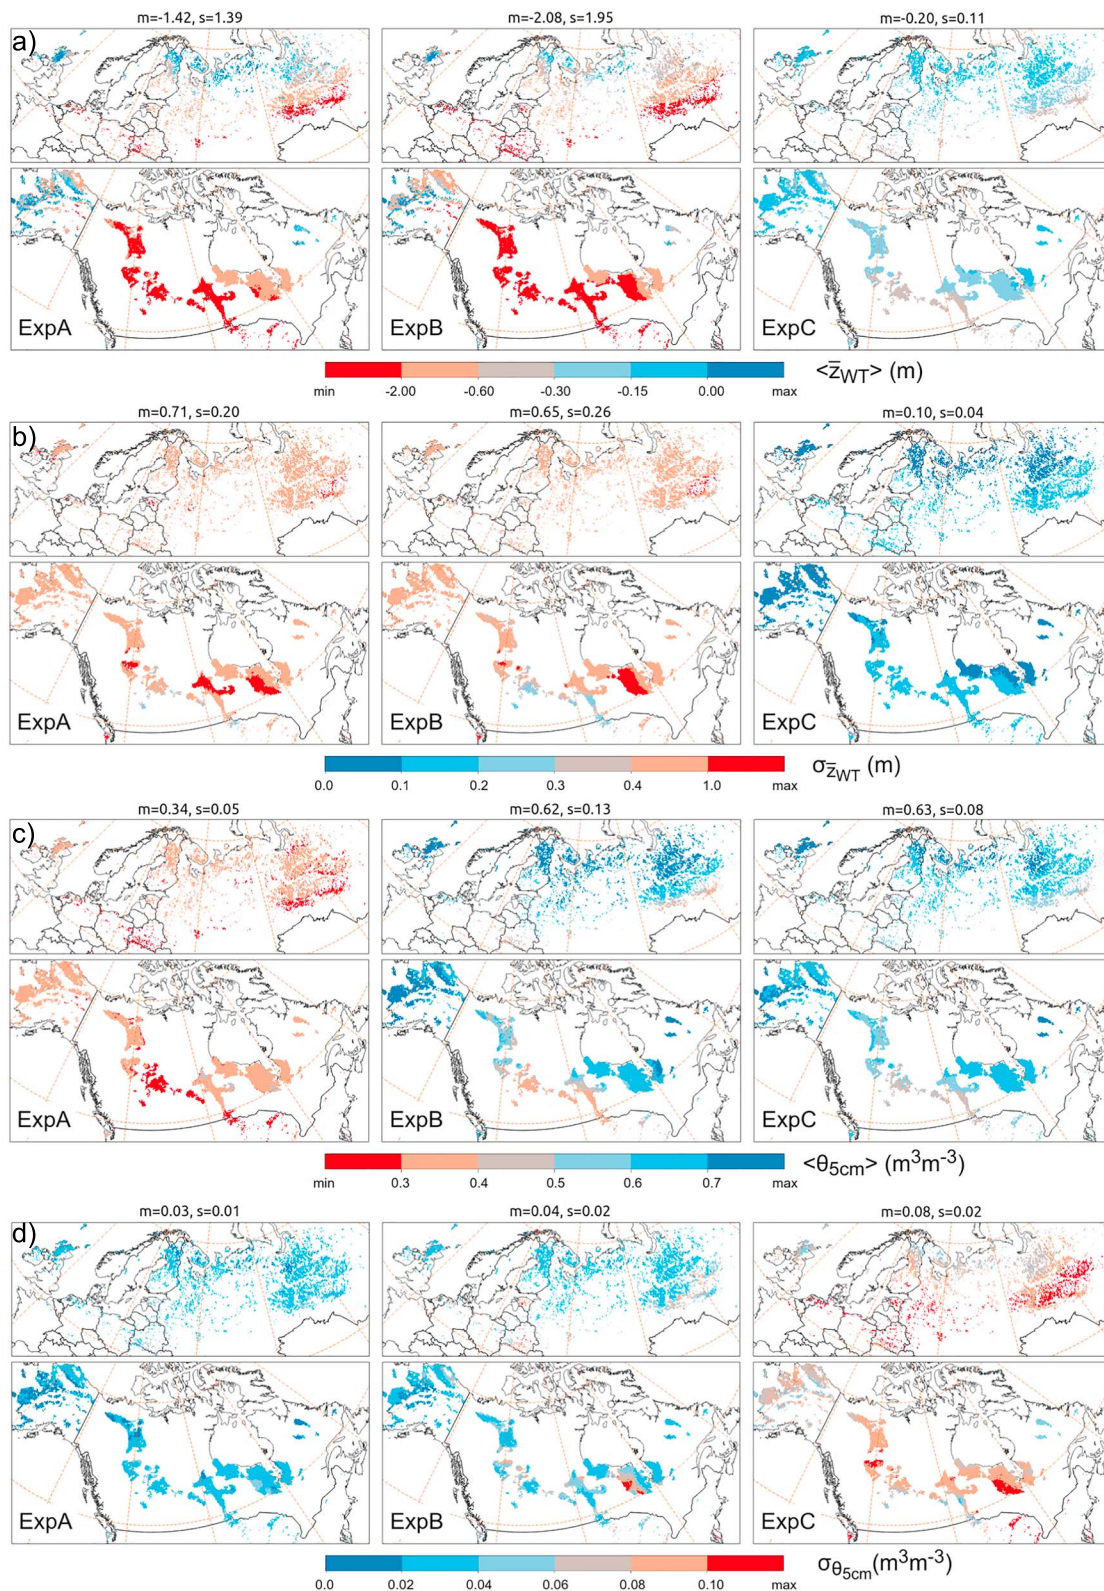 a)
m=-1.42, s=1.39 m=-2.08, s=1.95 m=-0.20, s=0.11
ExpA ExpB ExpC
min -2.00 -0.60 -0.30 -0.15 0.00 max <z̄WT> (m)
b)
m=0.71, s=0.20 m=0.65, s=0.26 m=0.10, s=0.04
ExpA ExpB ExpC
0.0 0.1 0.2 0.3 0.4 1.0 max σz̄WT (m)
c)
m=0.34, s=0.05 m=0.62, s=0.13 m=0.63, s=0.08
ExpA ExpB ExpC
min 0.3 0.4 0.5 0.6 0.7 max <θ5cm> (m³m⁻³)
d)
m=0.03, s=0.01 m=0.04, s=0.02 m=0.08, s=0.02
ExpA ExpB ExpC
0.0 0.02 0.04 0.06 0.08 0.10 max σθ5cm(m³m⁻³)